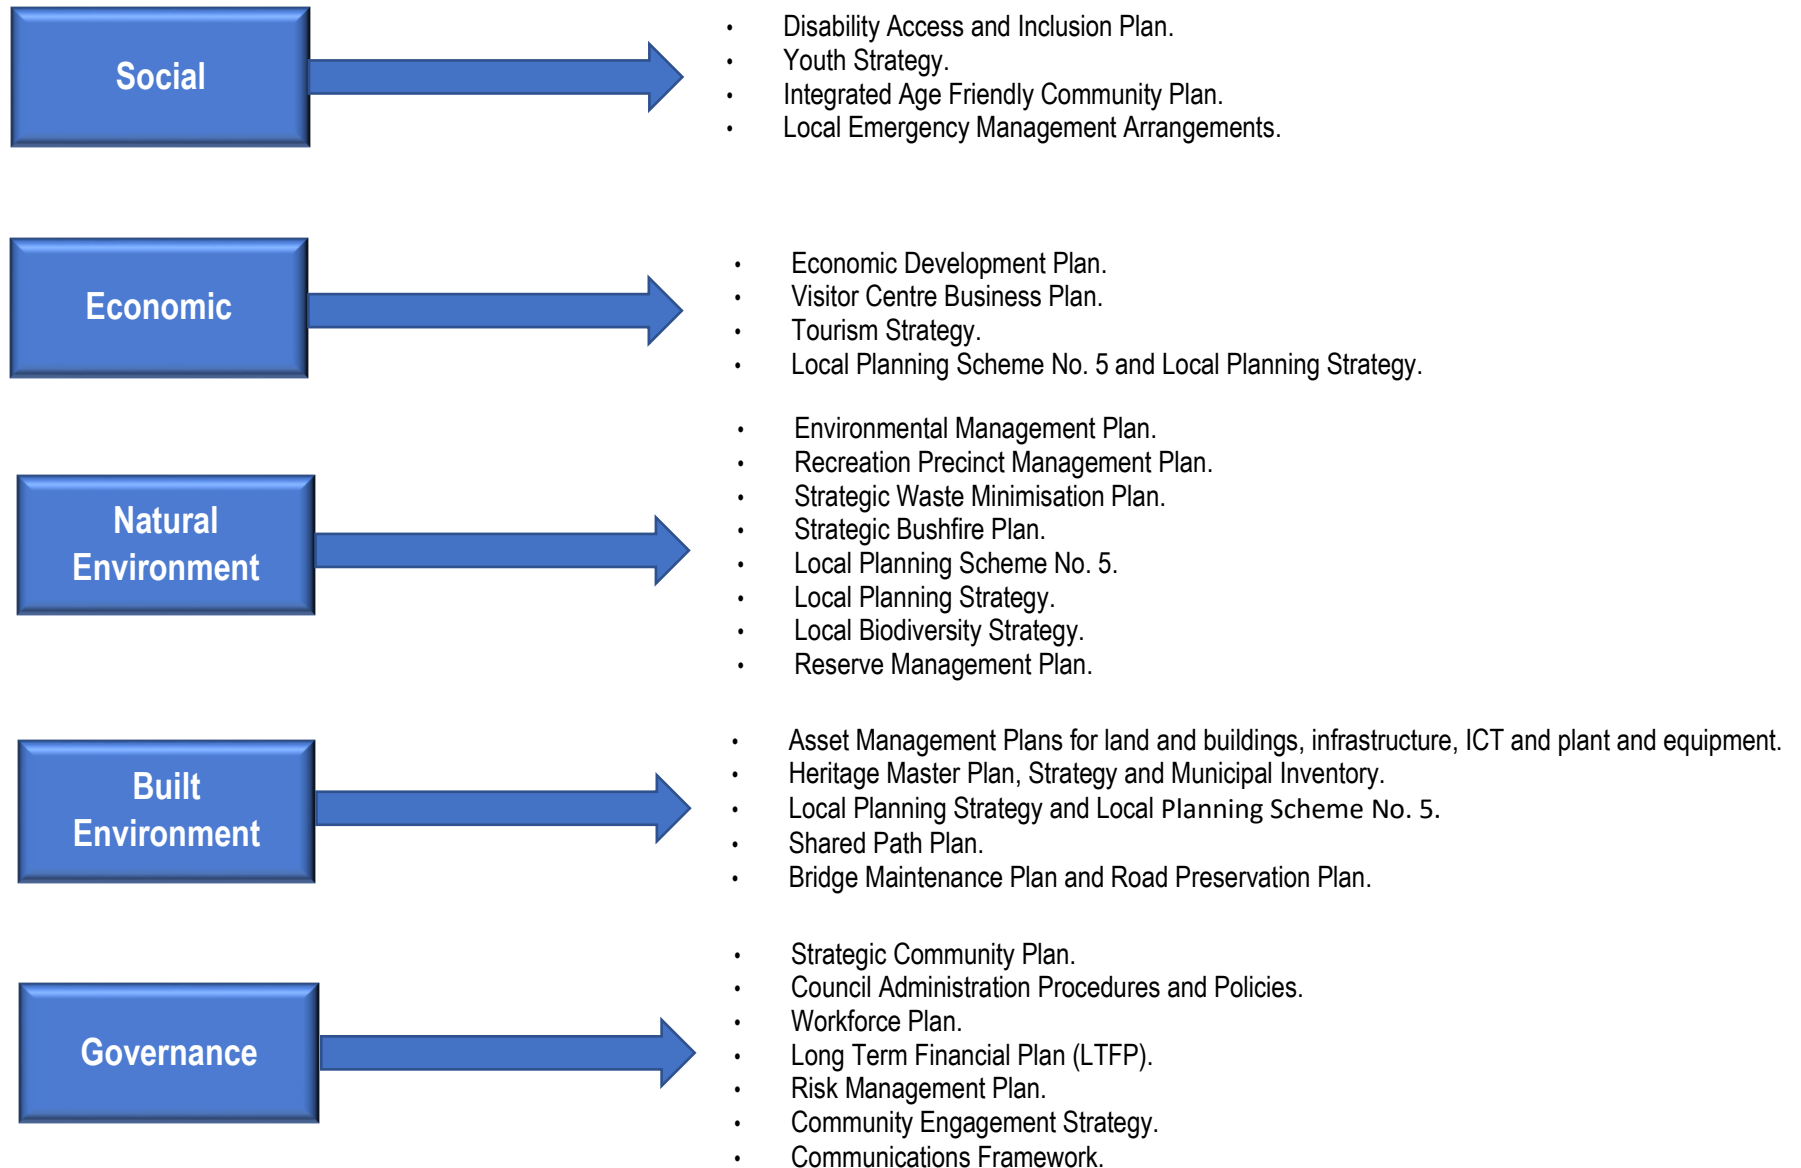 Social
• Disability Access and Inclusion Plan.
• Youth Strategy.
• Integrated Age Friendly Community Plan.
• Local Emergency Management Arrangements.
Economic
• Economic Development Plan.
• Visitor Centre Business Plan.
• Tourism Strategy.
• Local Planning Scheme No. 5 and Local Planning Strategy.
Natural
Environment
• Environmental Management Plan.
• Recreation Precinct Management Plan.
• Strategic Waste Minimisation Plan.
• Strategic Bushfire Plan.
• Local Planning Scheme No. 5.
• Local Planning Strategy.
• Local Biodiversity Strategy.
• Reserve Management Plan.
Built
Environment
• Asset Management Plans for land and buildings, infrastructure, ICT and plant and equipment.
• Heritage Master Plan, Strategy and Municipal Inventory.
• Local Planning Strategy and Local Planning Scheme No. 5.
• Shared Path Plan.
• Bridge Maintenance Plan and Road Preservation Plan.
Governance
• Strategic Community Plan.
• Council Administration Procedures and Policies.
• Workforce Plan.
• Long Term Financial Plan (LTFP).
• Risk Management Plan.
• Community Engagement Strategy.
• Communications Framework.